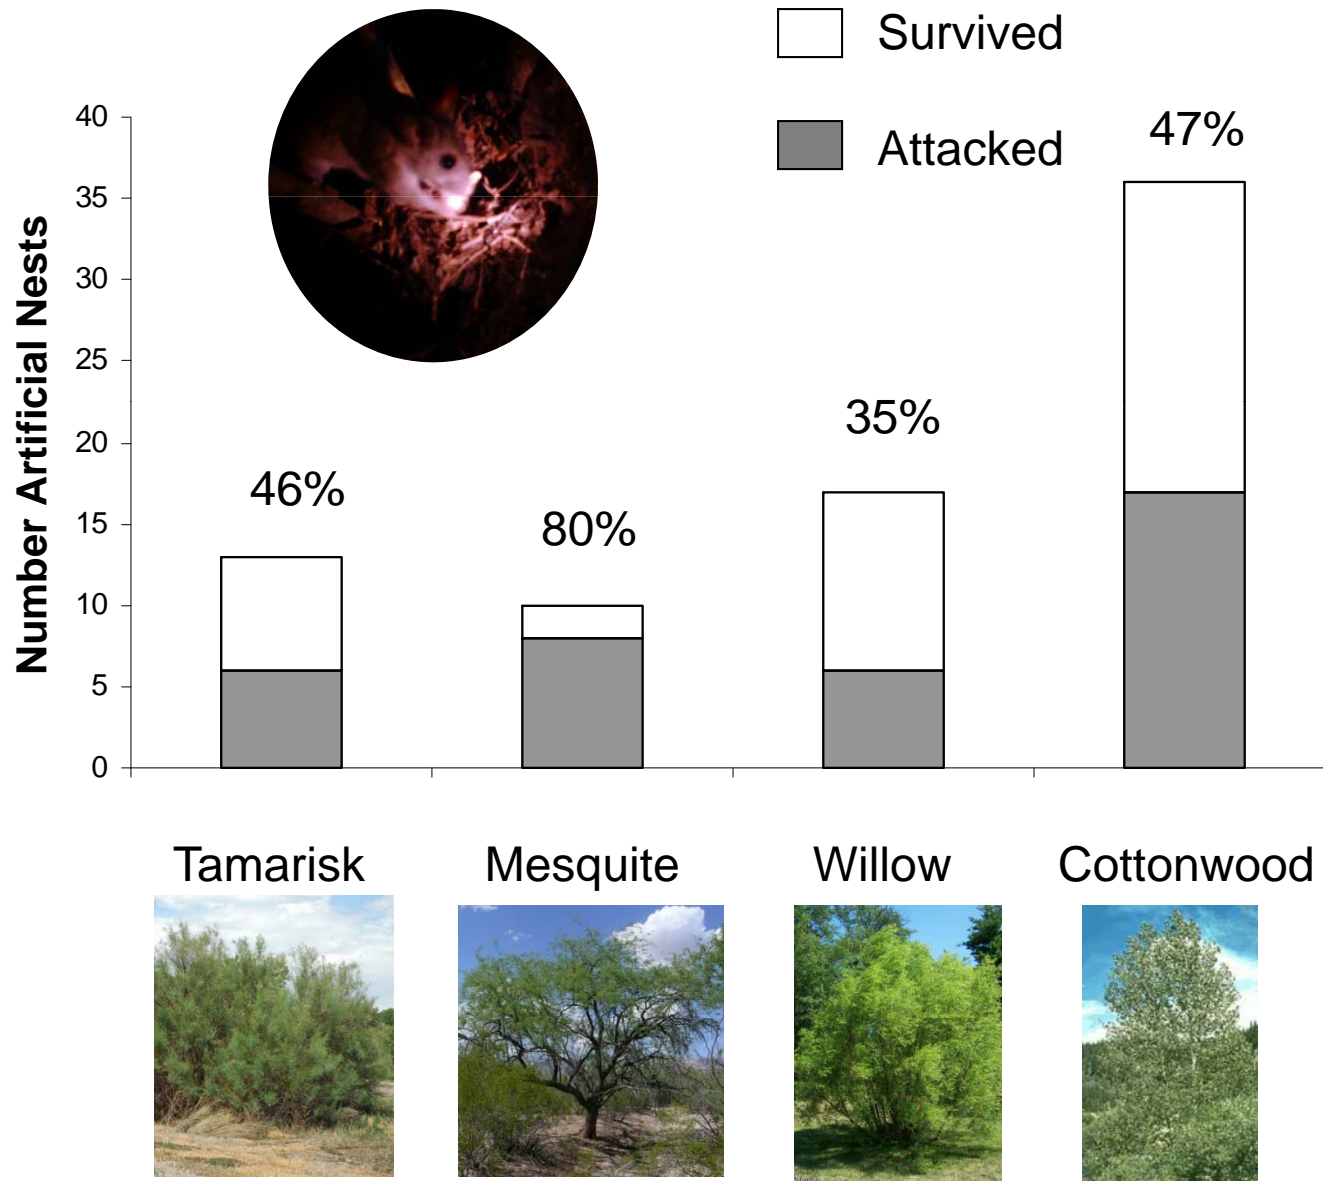 Survived
Attacked
47%
35%
46%
80%
Number Artificial Nests
40
35
30
25
20
15
10
5
0
Tamarisk
Mesquite
Willow
Cottonwood